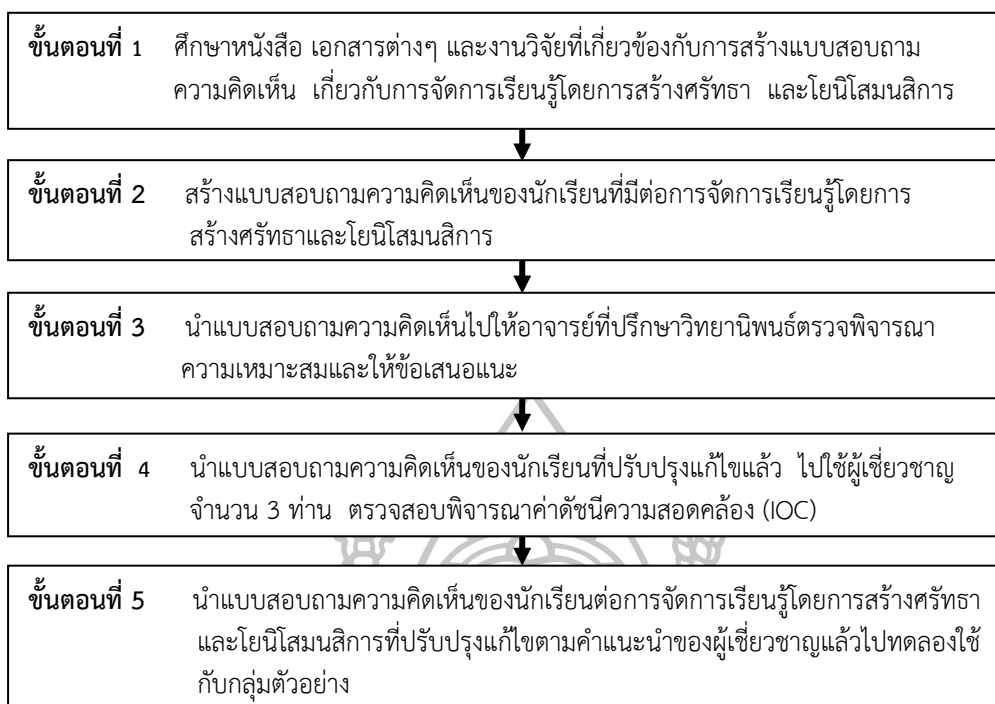 ขั้นตอนที่ 1 ศึกษาหนังสือ เอกสารต่างๆ และงานวิจัยที่เกี่ยวข้องกับการสร้างแบบสอบถาม
ความคิดเห็น เกี่ยวกับการจัดการเรียนรู้โดยการสร้างศรัทธา และโยนิโสมนสิการ
ขั้นตอนที่ 2 สร้างแบบสอบถามความคิดเห็นของนักเรียนที่มีต่อการจัดการเรียนรู้โดยการ
สร้างศรัทธาและโยนิโสมนสิการ
ขั้นตอนที่ 3 นำแบบสอบถามความคิดเห็นไปให้อาจารย์ที่ปรึกษาวิทยานิพนธ์ตรวจพิจารณา
ความเหมาะสมและให้ข้อเสนอแนะ
ขั้นตอนที่ 4 นำแบบสอบถามความคิดเห็นของนักเรียนที่ปรับปรุงแก้ไขแล้ว ไปใช้ผู้เชี่ยวชาญ
จำนวน 3 ท่าน ตรวจสอบพิจารณาค่าดัชนีความสอดคล้อง (IOC)
ขั้นตอนที่ 5 นำแบบสอบถามความคิดเห็นของนักเรียนต่อการจัดการเรียนรู้โดยการสร้างศรัทธา
และโยนิโสมนสิการที่ปรับปรุงแก้ไขตามคำแนะนำของผู้เชี่ยวชาญแล้วไปทดลองใช้
กับกลุ่มตัวอย่าง